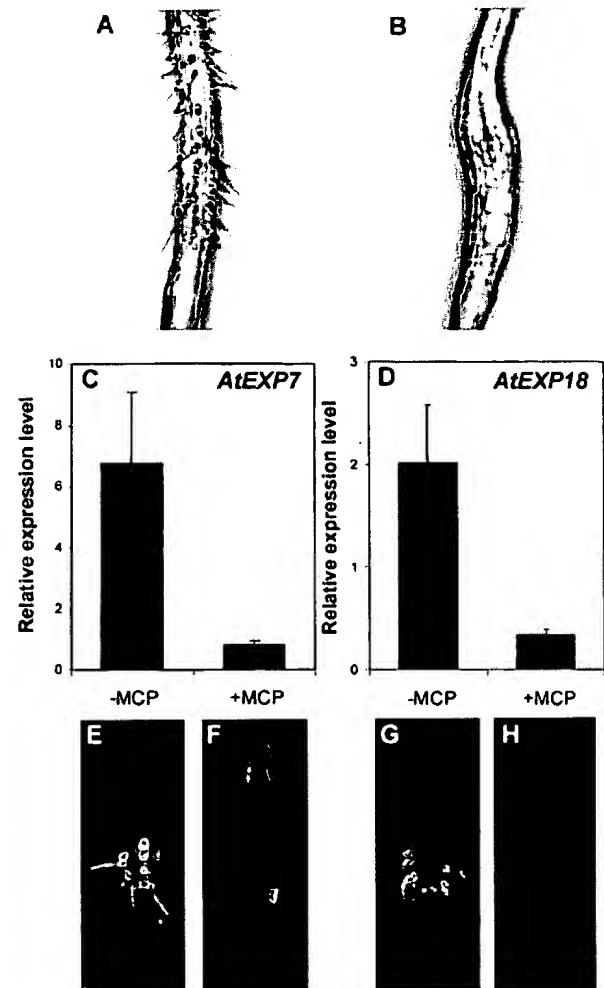 A
B
C
AtEXP7
10
8
6
4
2
0
Relative expression level
-MCP
+MCP
D
AtEXP18
3
2
1
0
Relative expression level
-MCP
+MCP
E
F
G
H